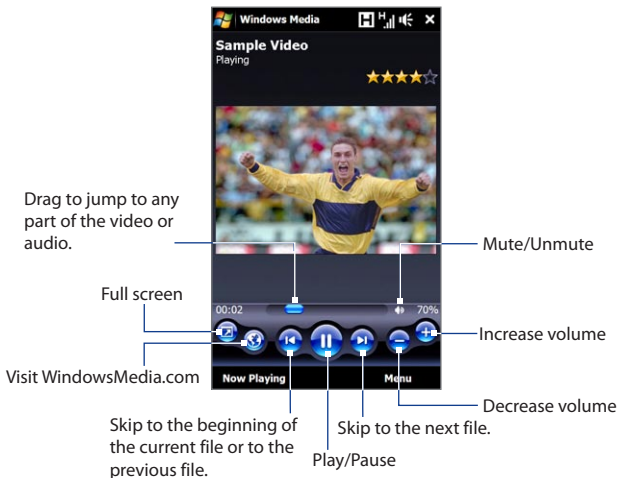 Windows Media
H
Sample Video
Playing
Drag to jump to any
part of the video or
audio.
Mute/Unmute
Full screen
00:02
70%
Increase volume
Visit WindowsMedia.com
Now Playing
Menu
Decrease volume
Skip to the beginning of
the current file or to the
previous file.
Skip to the next file.
Play/Pause